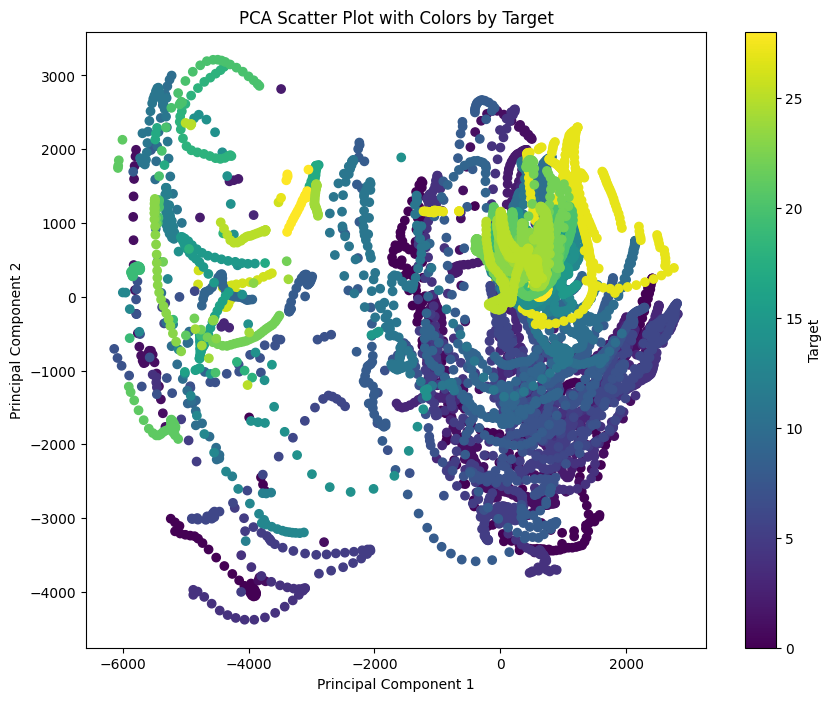 PCA Scatter Plot with Colors by Target
3000
2000
1000
0
−1000
−2000
−3000
−4000
Principal Component 2
−6000 −4000 −2000 0 2000
Principal Component 1
25
20
15
10
5
0
Target